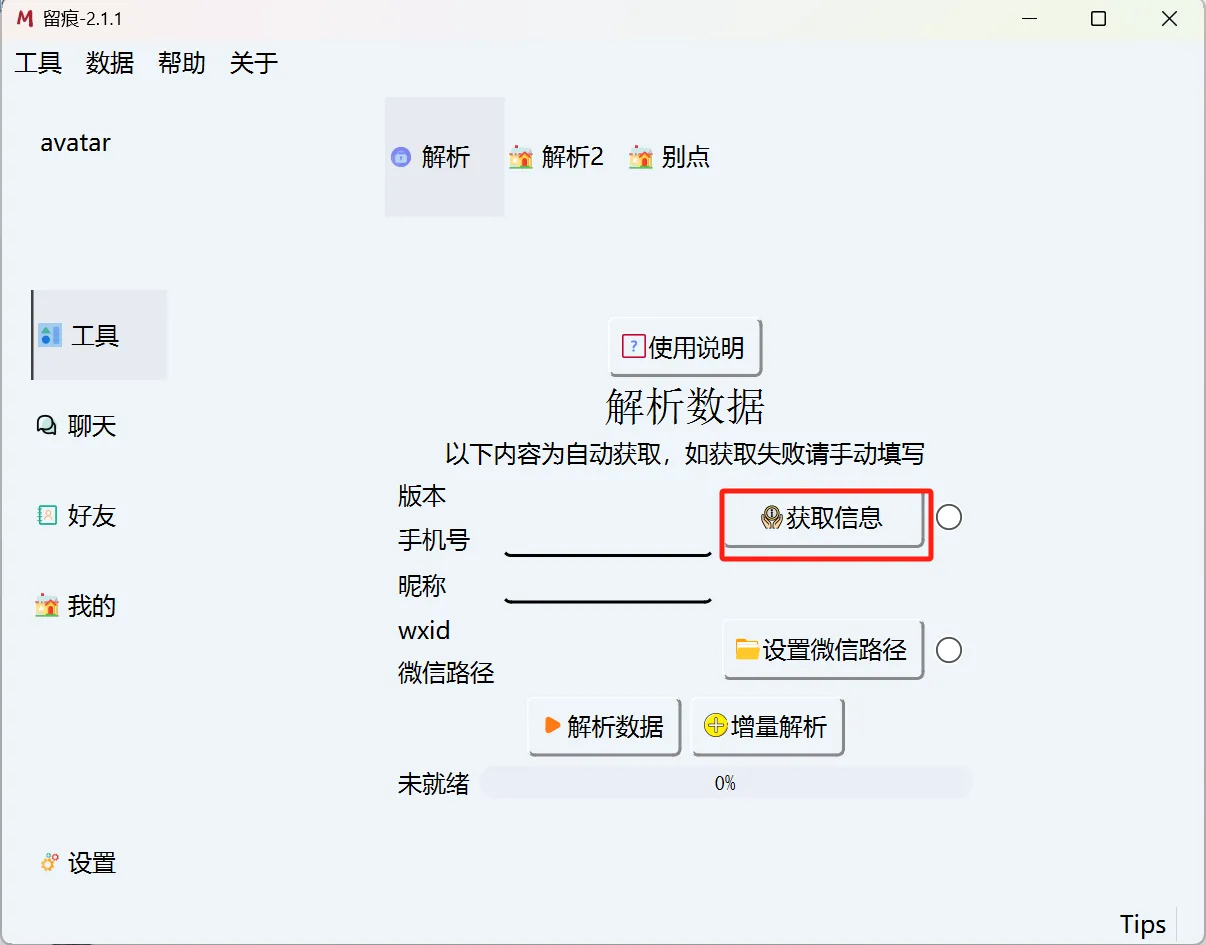 留痕-2.1.1
工具 数据 帮助 关于
avatar
解析 解析2 别点
工具
聊天
好友
我的
设置
?使用说明
解析数据
以下内容为自动获取，如获取失败请手动填写
版本
获取信息
手机号
昵称
wxid
设置微信路径
微信路径
解析数据 增量解析
未就绪 0%
Tips